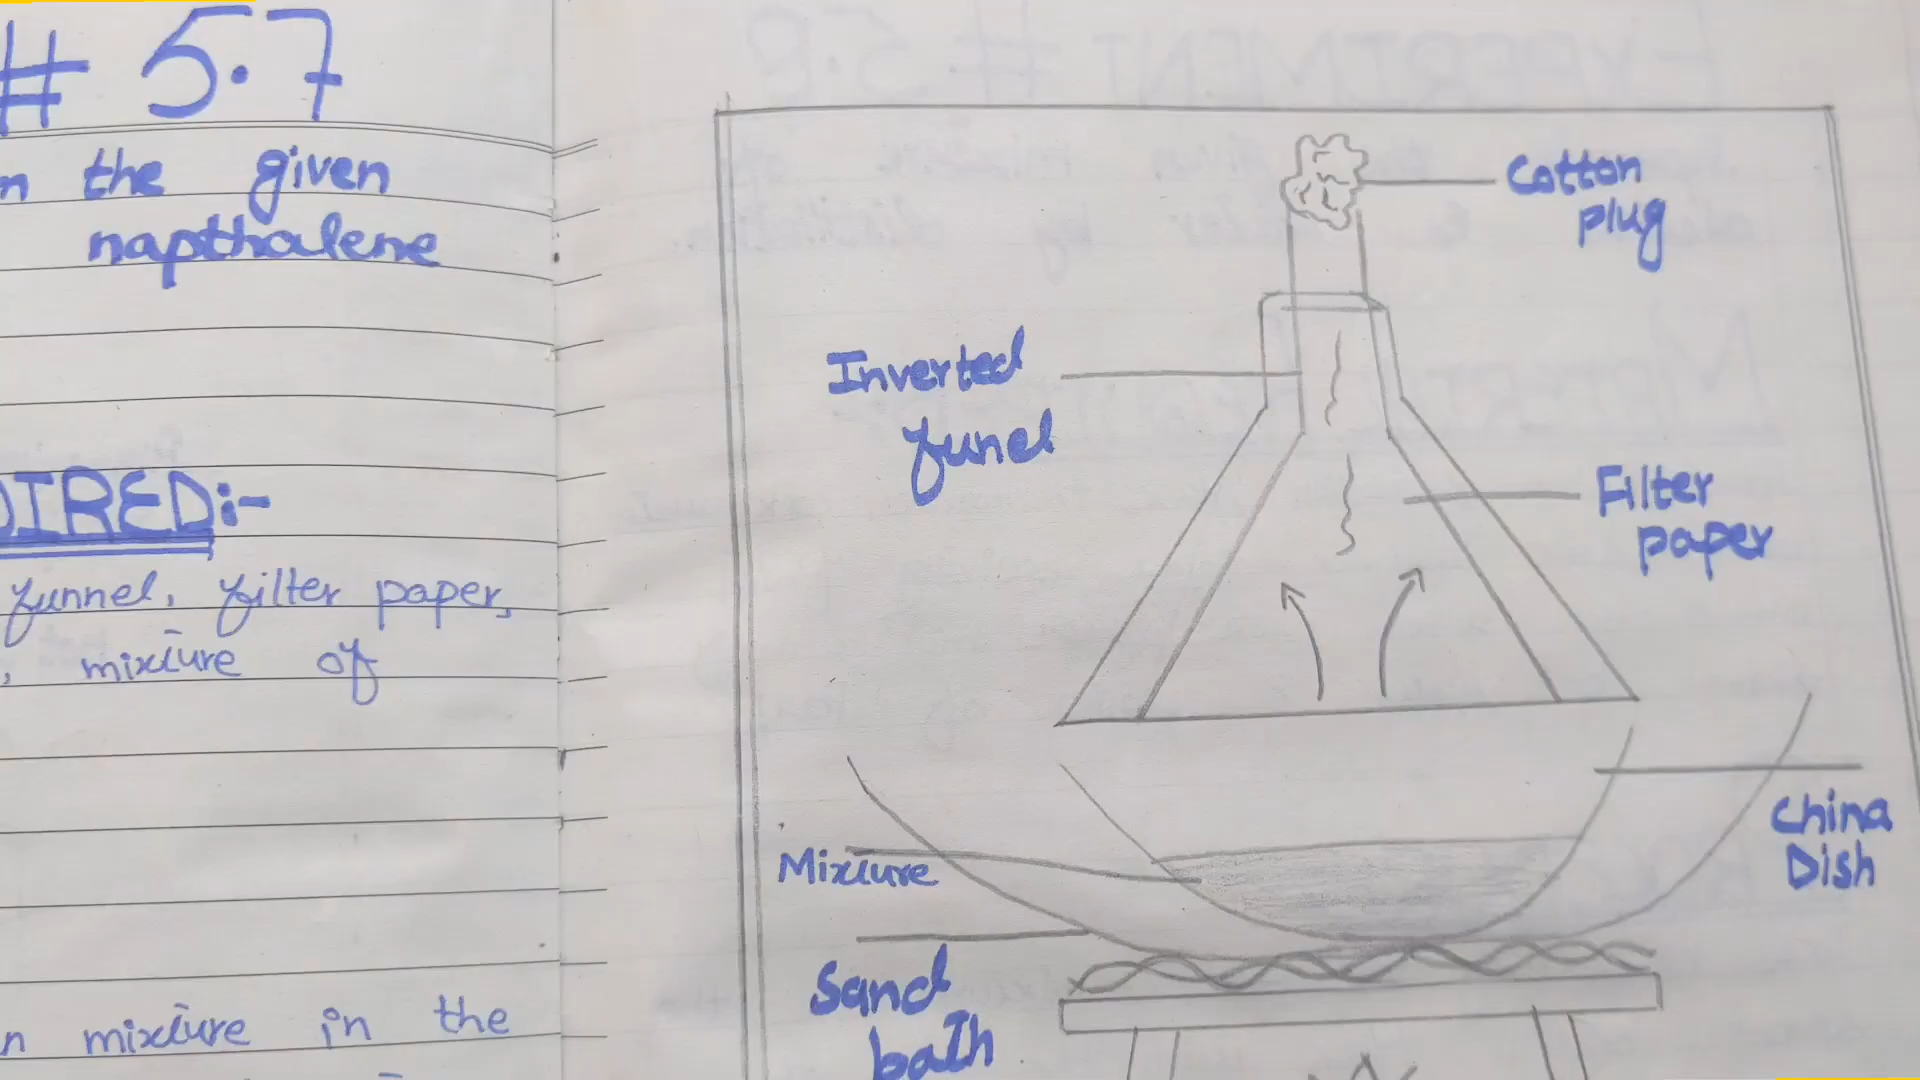 # 5.7
the given
napthalene
IRED:-
funnel, filter paper,
, mixture of
mixture in the
Cotton
plug
Inverted
funel
Filter
paper
China
Dish
Mixture
Sand
bath